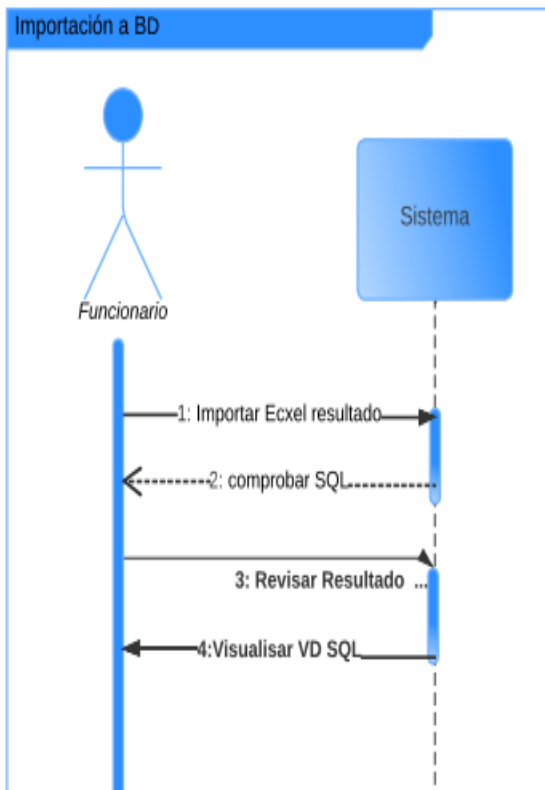 Importación a BD
Sistema
Funcionario
1: Importar Ecxel resultado
2: comprobar SQL
3: Revisar Resultado ...
4:Visualisar VD SQL